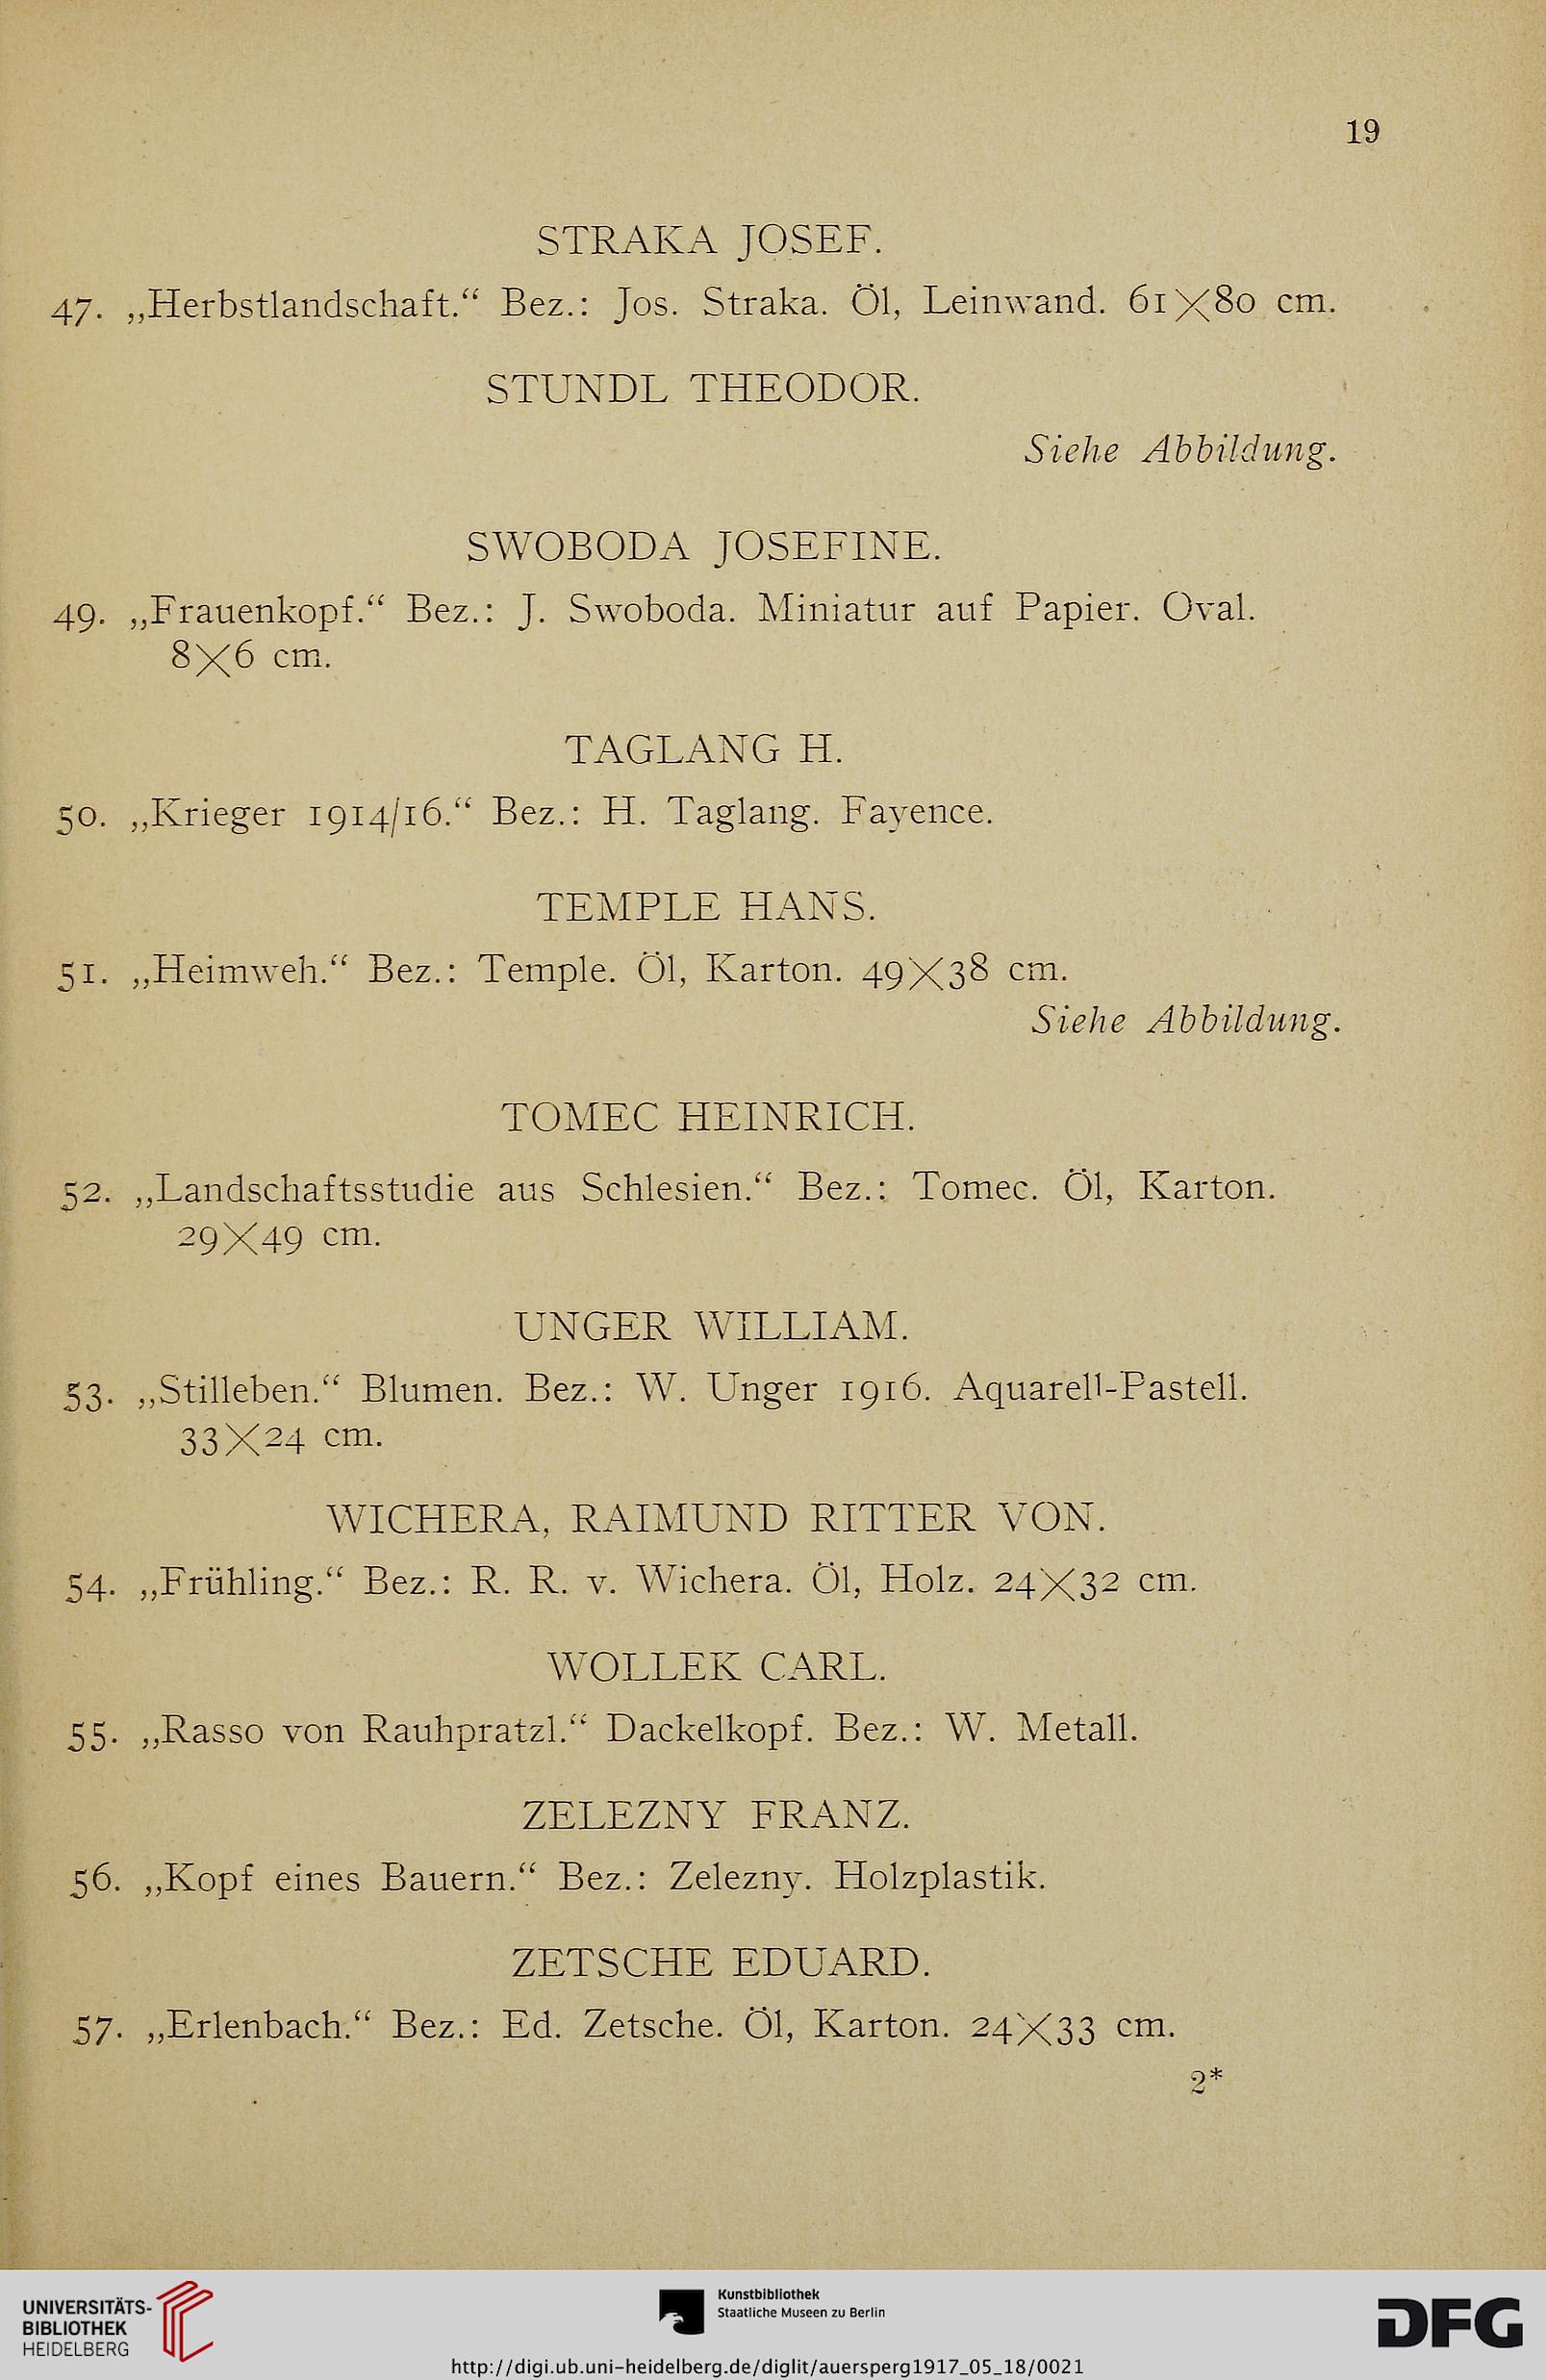 19
STRAKA JOSEF.
47. „Herbstlandschaft.“ Bez.: Jos. Straka. Öl, Leinwand. 61×80 cm.
STUNDL THEODOR.
Siehe Abbildung.
SWOBODA JOSEFINE.
49. „Frauenkopf.“ Bez.: J. Swoboda. Miniatur auf Papier. Oval.
8×6 cm.
TAGLANG H.
50. „Krieger 1914/16.“ Bez.: H. Taglang. Fayence.
TEMPLE HANS.
51. „Heimweh.“ Bez.: Temple. Öl, Karton. 49×38 cm.
Siehe Abbildung.
TOMEC HEINRICH.
52. „Landschaftsstudie aus Schlesien.“ Bez.: Tomec. Öl, Karton.
29×49 cm.
UNGER WILLIAM.
53. „Stilleben.“ Blumen. Bez.: W. Unger 1916. Aquarell-Pastell.
33×24 cm.
WICHERA, RAIMUND RITTER VON.
54. „Frühling.“ Bez.: R. R. v. Wichera. Öl, Holz. 24×32 cm.
WOLLEK CARL.
55. „Rasso von Rauhpratzl.“ Dackelkopf. Bez.: W. Metall.
ZELEZNY FRANZ.
56. „Kopf eines Bauern.“ Bez.: Zelezny. Holzplastik.
ZETSCHE EDUARD.
57. „Erlenbach.“ Bez.: Ed. Zetsche. Öl, Karton. 24×33 cm.
2*
UNIVERSITÄTS-
BIBLIOTHEK
HEIDELBERG
Kunstbibliothek
Staatliche Museen zu Berlin
DFG
http://digi.ub.uni-heidelberg.de/diglit/auersperg1917_05_18/0021